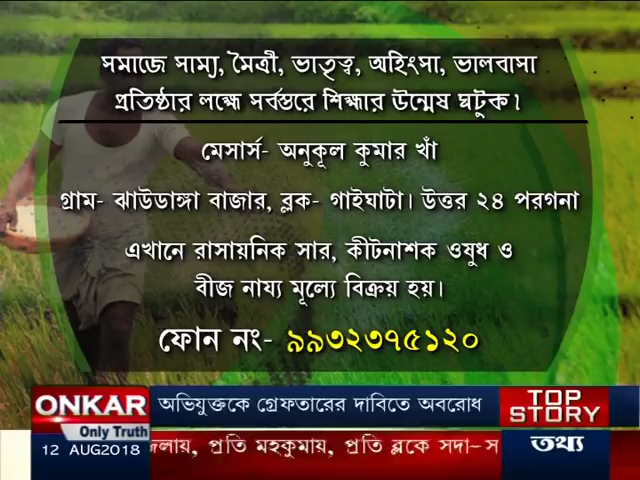 সমাজে সাম্য, মৈত্রী, ভাতৃত্ব, অহিংসা, ভালবাসা
প্রতিষ্ঠার লক্ষে সর্বস্তরে শিক্ষার উন্মেষ ঘটুক।
মেসার্স- অনুকূল কুমার খাঁ
গ্রাম- ঝাউডাঙ্গা বাজার, ব্লক- গাইঘাটা। উত্তর ২৪ পরগনা
এখানে রাসায়নিক সার, কীটনাশক ওষুধ ও
বীজ নায্য মূল্যে বিক্রয় হয়।
ফোন নং- ৯৯৩২৩৭৫১২০
ONKAR
Only Truth
অভিযুক্তকে গ্রেফতারের দাবিতে অবরোধ
TOP
STORY
12 AUG2018
জলায়, প্রতি মহকুমায়, প্রতি ব্লকে সদা-স
তথ্য